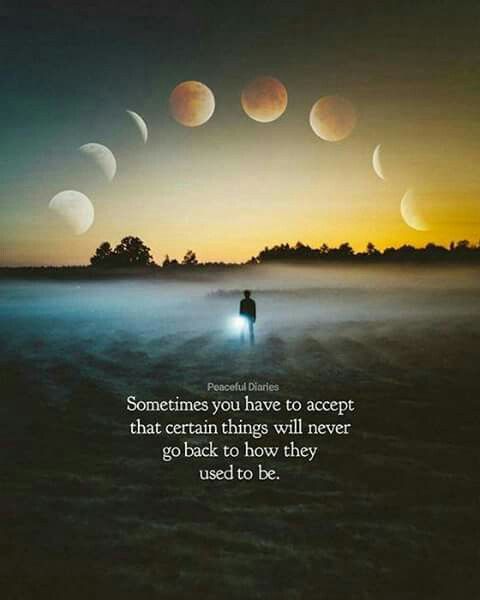 Peaceful Diaries
Sometimes you have to accept
that certain things will never
go back to how they
used to be.